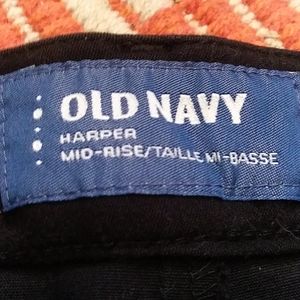 OLD NAVY
HARPER
MID-RISE/TAILLE MI-BASSE